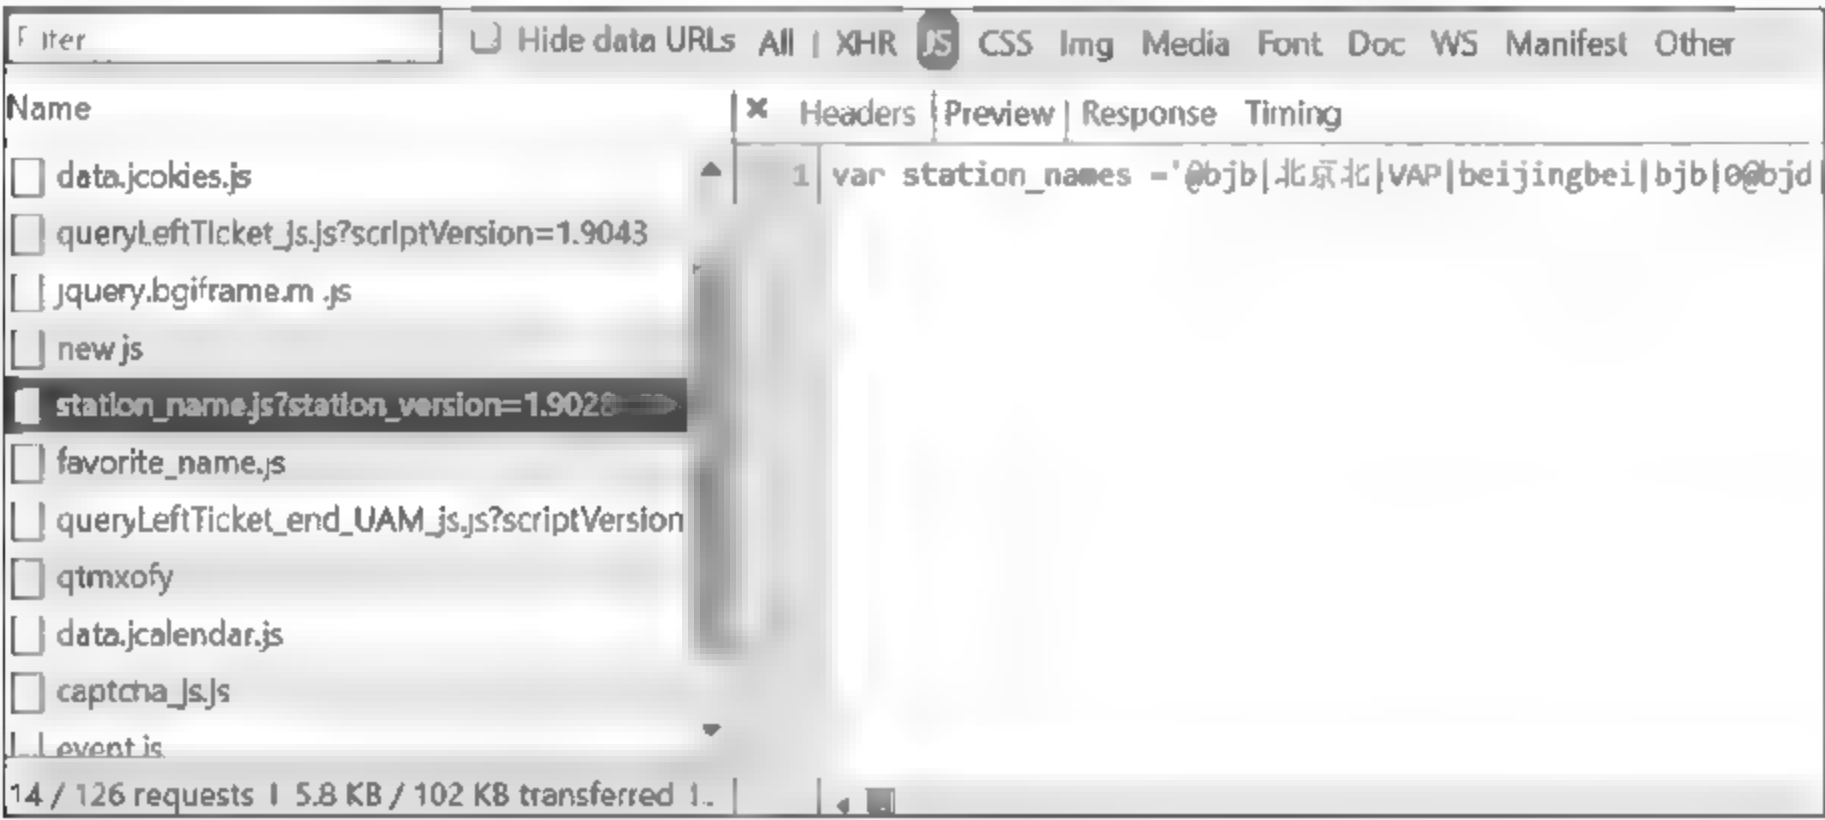 Hide data URLs All | XHR JS CSS Img Media Font Doc WS Manifest Other
Name
× Headers Preview Response Timing
data.jcokies.js
1 var station_names ='@bjb|北京北|VAP|beijingbei|bjb|0@bjd|
queryLeftTicket_js.js?scriptVersion=1.9043
jquery.bgiframe.m .js
new.js
station_name.js?station_version=1.9028
favorite_name.js
queryLeftTicket_end_UAM_js.js?scriptVersion
qtmxofy
data.jcalendar.js
captcha_js.js
event.js
14 / 126 requests | 5.8 KB / 102 KB transferred